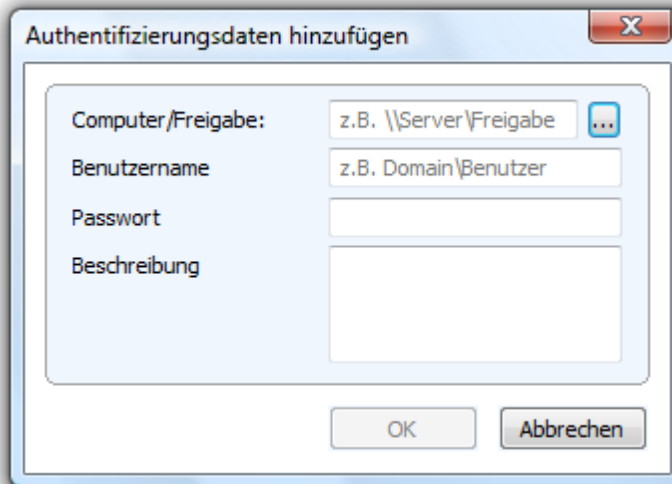 Authentifizierungsdaten hinzufügen
Computer/Freigabe: z.B. \\Server\Freigabe ...
Benutzername z.B. Domain\Benutzer
Passwort
Beschreibung
OK Abbrechen